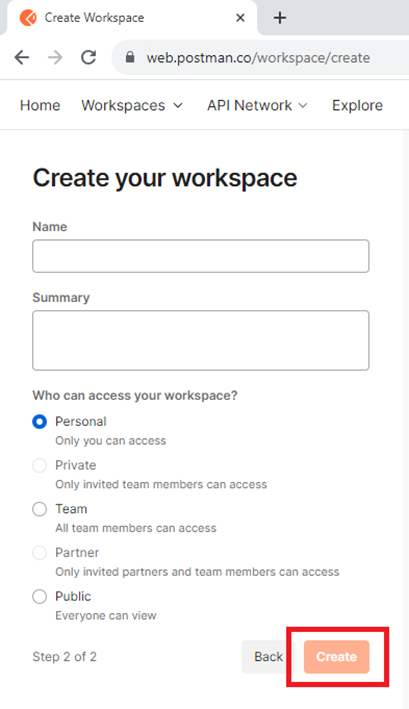 Create Workspace
web.postman.co/workspace/create
Home Workspaces API Network Explore
Create your workspace
Name
Summary
Who can access your workspace?
Personal
Only you can access
Private
Only invited team members can access
Team
All team members can access
Partner
Only invited partners and team members can access
Public
Everyone can view
Step 2 of 2 Back Create